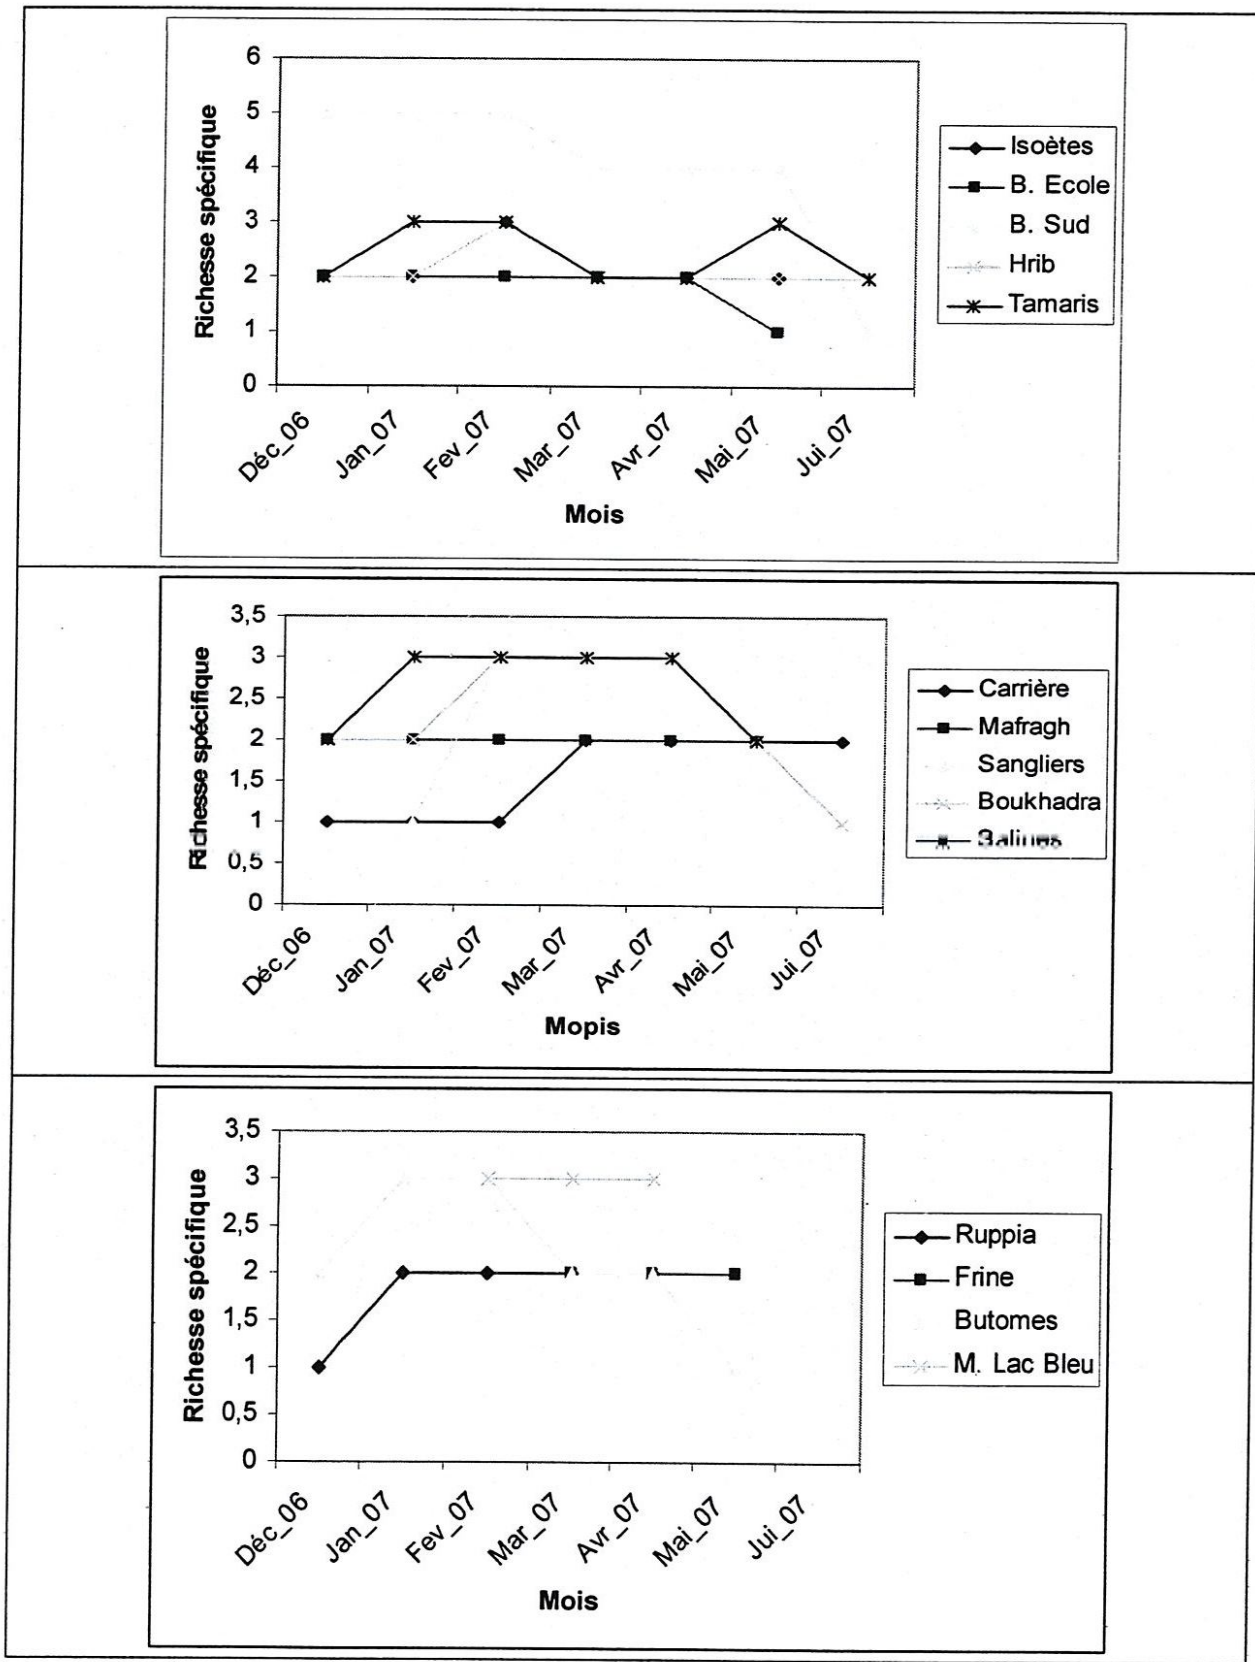 Richesse spécifique
6
5
4
3
2
1
0
Déc_06
Jan_07
Fev_07
Mar_07
Avr_07
Mai_07
Jui_07
Mois
Isoètes
B. Ecole
B. Sud
Hrib
Tamaris
Richesse spécifique
3,5
3
2,5
2
1,5
1
0,5
0
Déc_06
Jan_07
Fev_07
Mar_07
Avr_07
Mai_07
Jui_07
Mopis
Carrière
Mafragh
Sangliers
Boukhadra
Salines
Richesse spécifique
3,5
3
2,5
2
1,5
1
0,5
0
Déc_06
Jan_07
Fev_07
Mar_07
Avr_07
Mai_07
Jui_07
Mois
Ruppia
Frine
Butomes
M. Lac Bleu